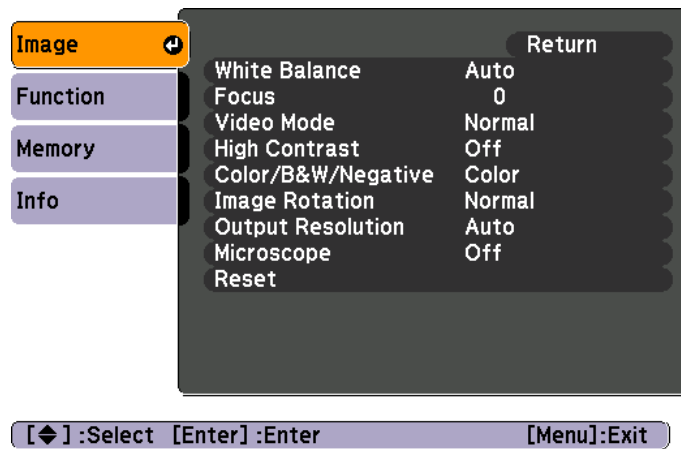 Image
Function
Memory
Info
Return
White Balance Auto
Focus 0
Video Mode Normal
High Contrast Off
Color/B&W/Negative Color
Image Rotation Normal
Output Resolution Auto
Microscope Off
Reset
[◆] :Select [Enter] :Enter [Menu]:Exit